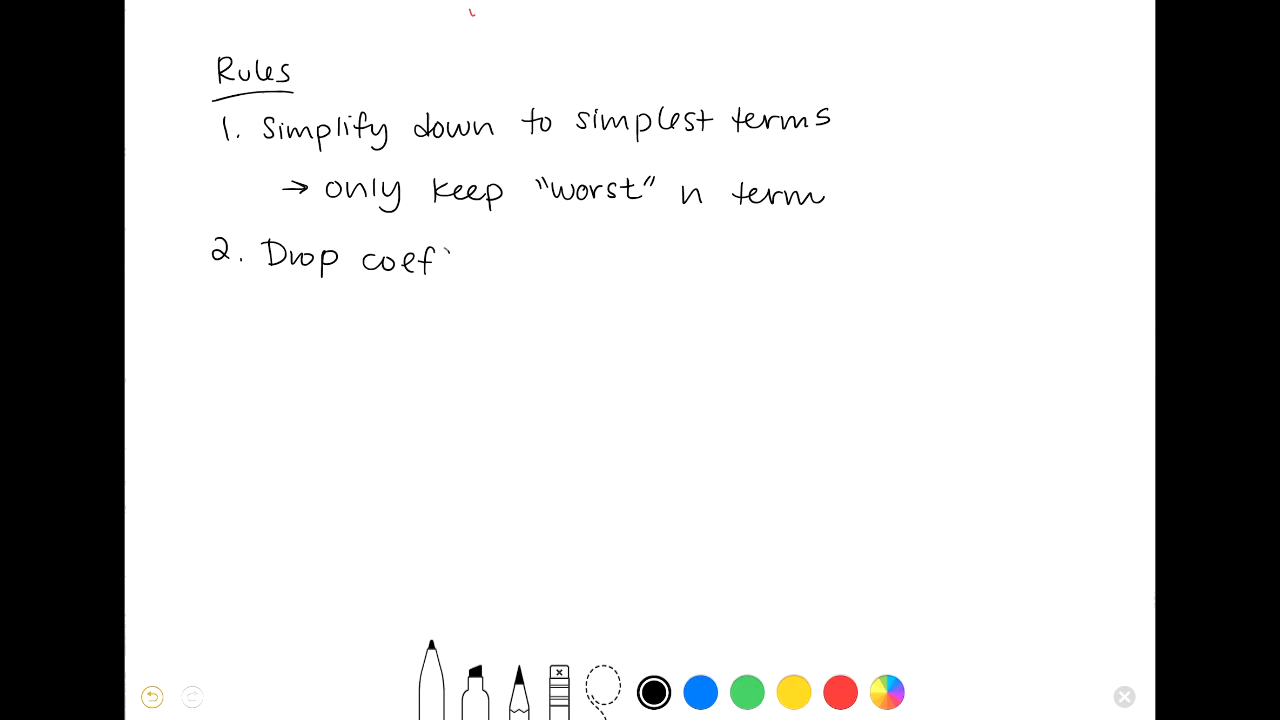 Rules
1. Simplify down to simplest terms
→ only keep "worst" n term
2. Drop coef